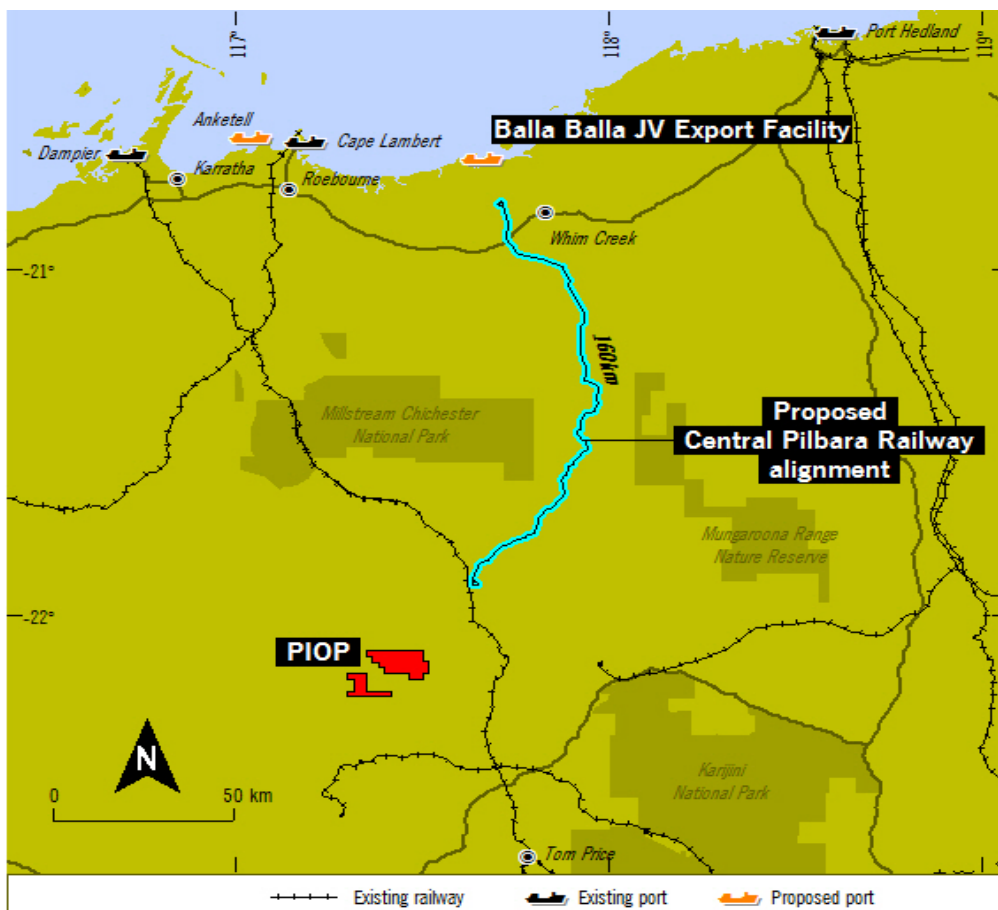 117°
118°
119°
Port Hedland
Anketell
Balla Balla JV Export Facility
Cape Lambert
Dampier
Karratha
Roebourne
Whim Creek
-21°
160km
Millstream Chichester
National Park
Proposed
Central Pilbara Railway
alignment
Mungaroona Range
Nature Reserve
-22°
PIOP
N
0 50 km
Karijini
National Park
Tom Price
Existing railway Existing port Proposed port